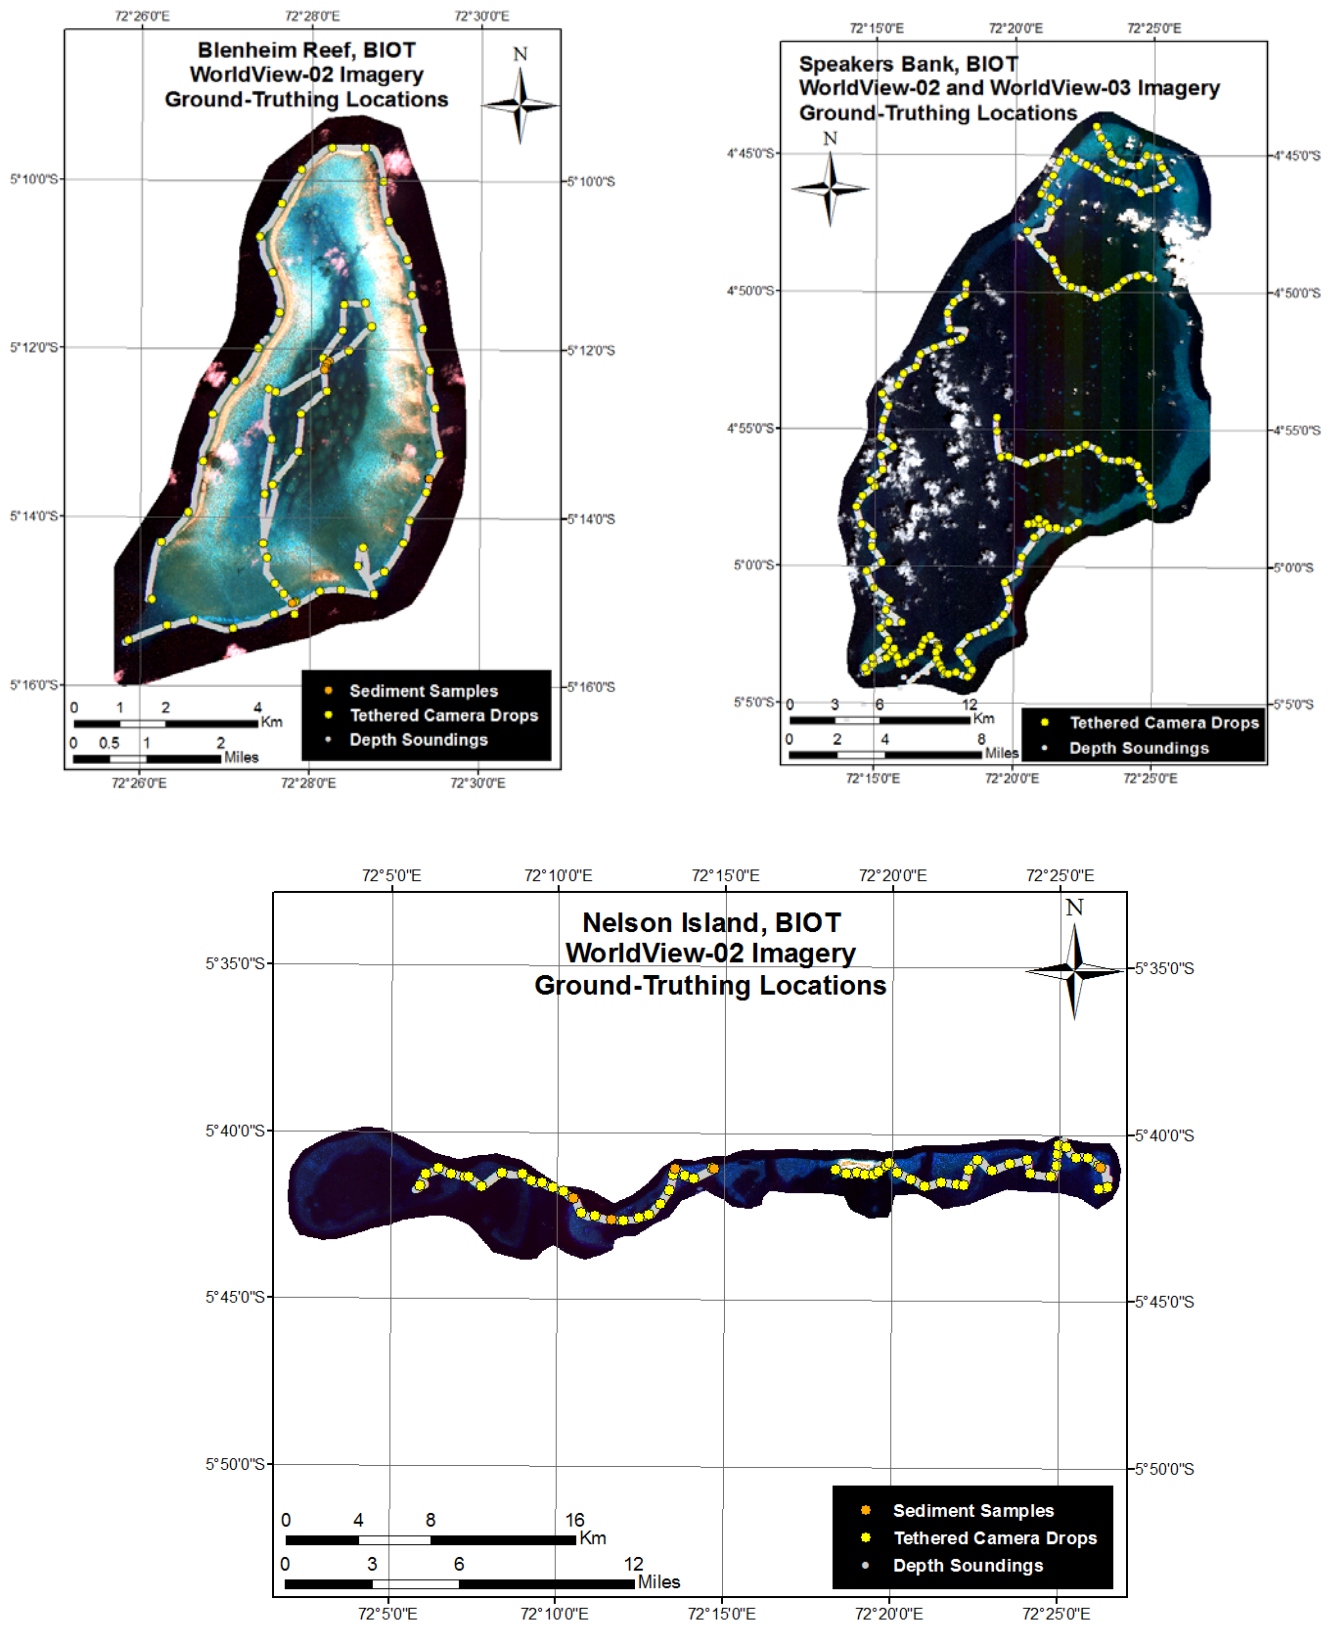 72°26'0"E 72°28'0"E 72°30'0"E
Blenheim Reef, BIOT
WorldView-02 Imagery
Ground-Truthing Locations
N
5°10'0"S 5°10'0"S
5°12'0"S 5°12'0"S
5°14'0"S 5°14'0"S
5°16'0"S 5°16'0"S
Sediment Samples
Tethered Camera Drops
Depth Soundings
0 1 2 4
Km
0 0.5 1 2
Miles
72°26'0"E 72°28'0"E 72°30'0"E
72°15'0"E 72°20'0"E 72°25'0"E
Speakers Bank, BIOT
WorldView-02 and WorldView-03 Imagery
Ground-Truthing Locations
N
4°45'0"S 4°45'0"S
4°50'0"S 4°50'0"S
4°55'0"S 4°55'0"S
5°0'0"S 5°0'0"S
5°5'0"S 5°5'0"S
0 3 6 12
Km
0 2 4 8
Miles
Tethered Camera Drops
Depth Soundings
72°15'0"E 72°20'0"E 72°25'0"E
72°5'0"E 72°10'0"E 72°15'0"E 72°20'0"E 72°25'0"E
Nelson Island, BIOT
WorldView-02 Imagery
Ground-Truthing Locations
N
5°35'0"S 5°35'0"S
5°40'0"S 5°40'0"S
5°45'0"S 5°45'0"S
5°50'0"S 5°50'0"S
Sediment Samples
Tethered Camera Drops
Depth Soundings
0 4 8 16
Km
0 3 6 12
Miles
72°5'0"E 72°10'0"E 72°15'0"E 72°20'0"E 72°25'0"E